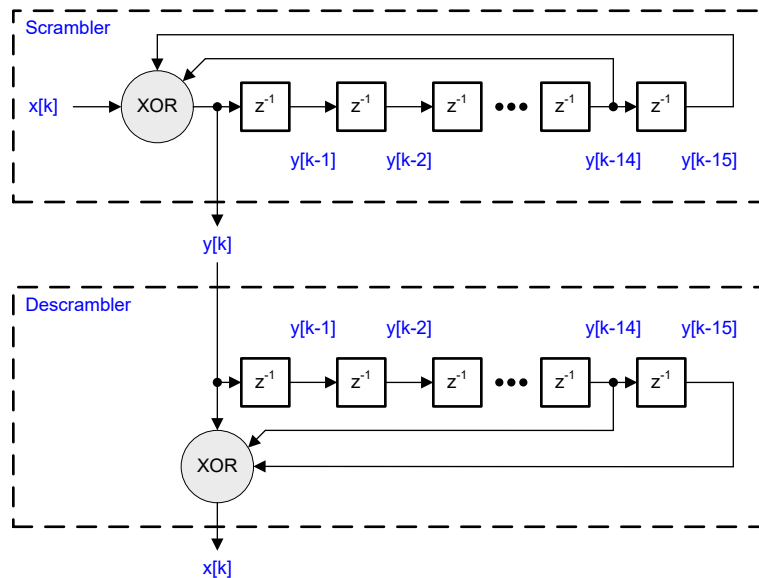 Scrambler
x[k]
XOR
z⁻¹
z⁻¹
z⁻¹
z⁻¹
z⁻¹
y[k-1]
y[k-2]
y[k-14]
y[k-15]
y[k]
Descrambler
y[k-1]
y[k-2]
y[k-14]
y[k-15]
z⁻¹
z⁻¹
z⁻¹
z⁻¹
z⁻¹
XOR
x[k]